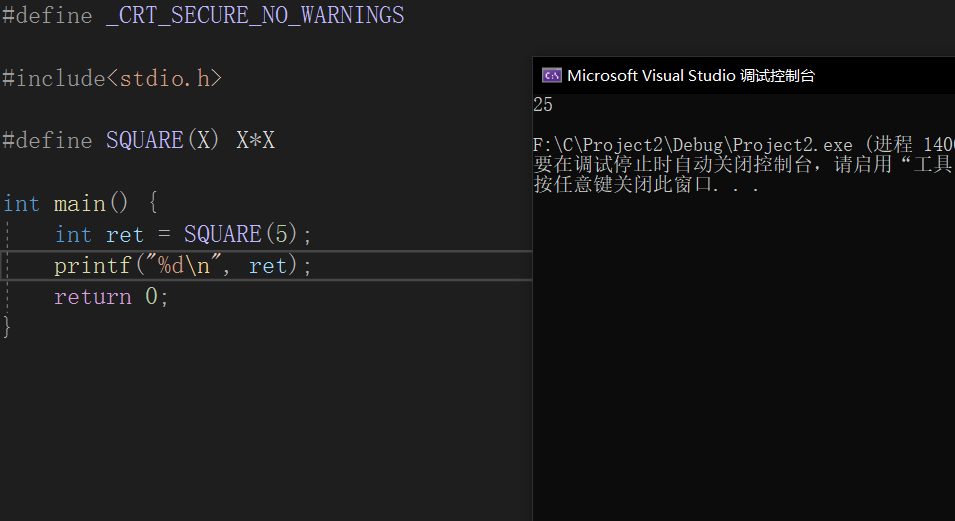 #define _CRT_SECURE_NO_WARNINGS
#include<stdio.h>
#define SQUARE(X) X*X
int main() {
int ret = SQUARE(5);
printf("%d\n", ret);
return 0;
}
Microsoft Visual Studio 调试控制台
25
F:\C\Project2\Debug\Project2.exe (进程 1400
要在调试停止时自动关闭控制台，请启用“工具
按任意键关闭此窗口. . .